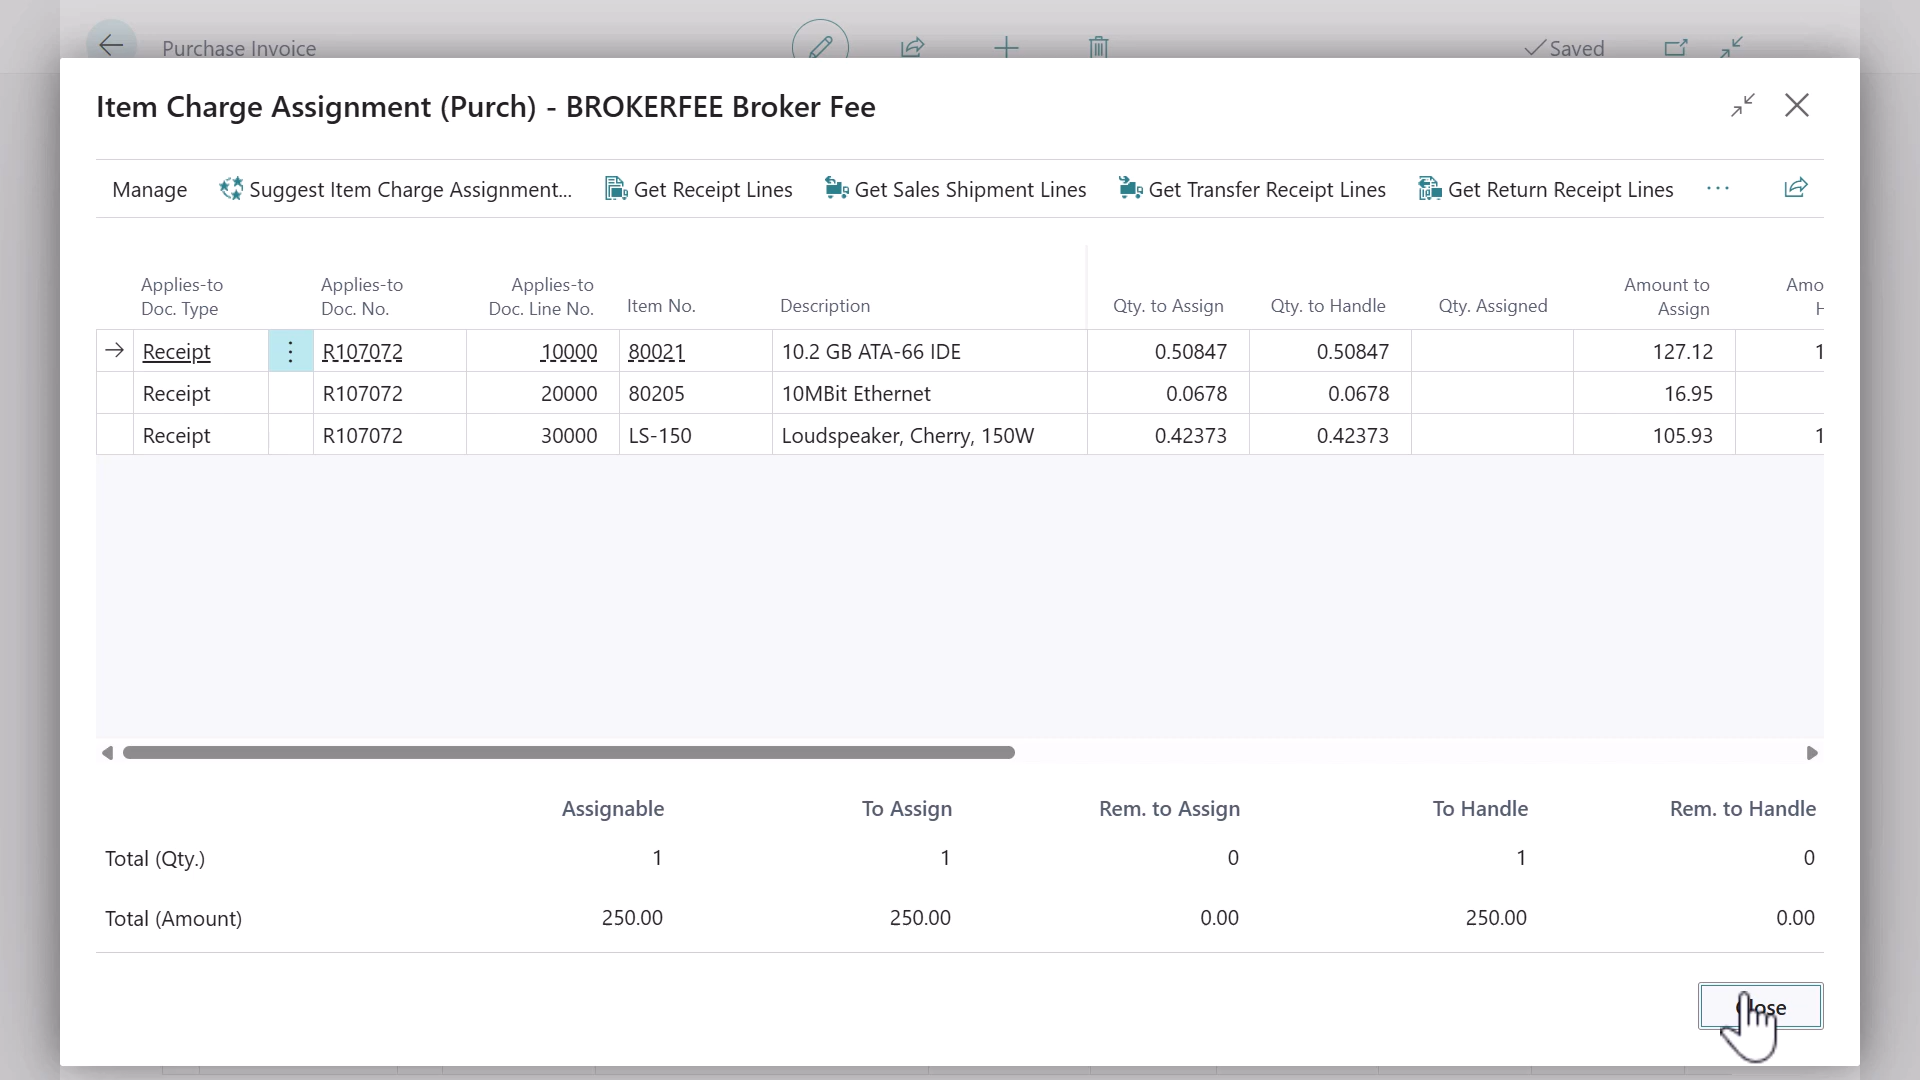 Purchase Invoice
Saved
Item Charge Assignment (Purch) - BROKERFEE Broker Fee
Manage Suggest Item Charge Assignment... Get Receipt Lines Get Sales Shipment Lines Get Transfer Receipt Lines Get Return Receipt Lines ...
Applies-to Doc. Type Applies-to Doc. No. Applies-to Doc. Line No. Item No. Description Qty. to Assign Qty. to Handle Qty. Assigned Amount to Assign Amo
Receipt R107072 10000 80021 10.2 GB ATA-66 IDE 0.50847 0.50847 127.12 1
Receipt R107072 20000 80205 10MBit Ethernet 0.0678 0.0678 16.95
Receipt R107072 30000 LS-150 Loudspeaker, Cherry, 150W 0.42373 0.42373 105.93 1
Assignable To Assign Rem. to Assign To Handle Rem. to Handle
Total (Qty.) 1 1 0 1 0
Total (Amount) 250.00 250.00 0.00 250.00 0.00
Close